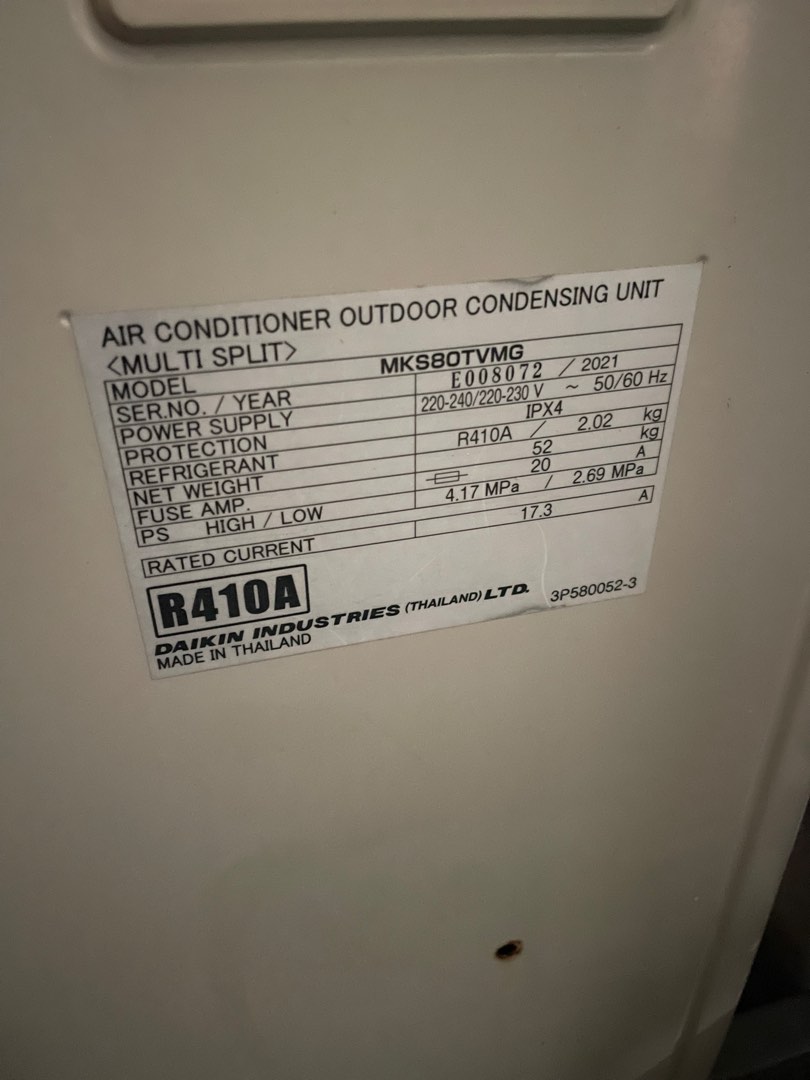 AIR CONDITIONER OUTDOOR CONDENSING UNIT
<MULTI SPLIT>
MODEL MKS80TVMG
SER.NO. / YEAR E008072 / 2021
POWER SUPPLY 220-240/220-230 V ~ 50/60 Hz
PROTECTION IPX4
REFRIGERANT R410A / 2.02 kg
NET WEIGHT 52 kg
FUSE AMP. 20 A
PS HIGH / LOW 4.17 MPa / 2.69 MPa
RATED CURRENT 17.3 A
R410A
DAIKIN INDUSTRIES (THAILAND) LTD. 3P580052-3
MADE IN THAILAND